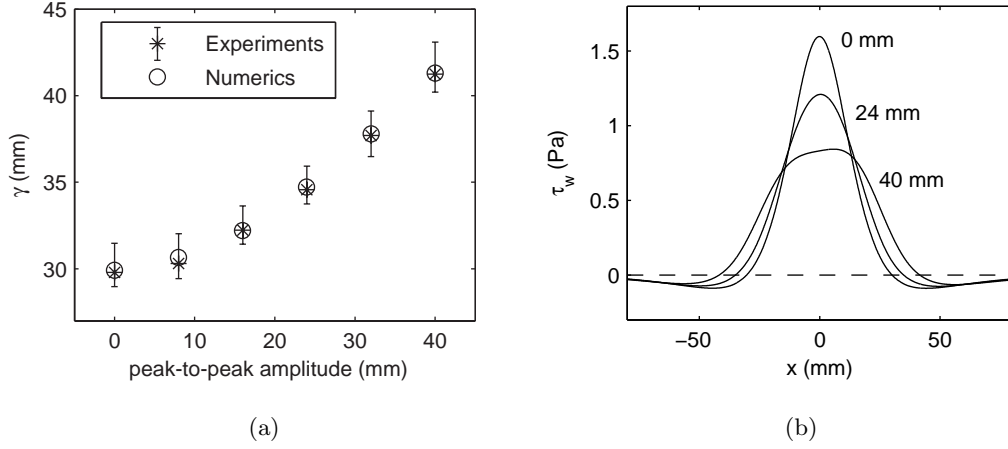 45
40
35
30
γ (mm)
Experiments
Numerics
0 10 20 30 40
peak-to-peak amplitude (mm)
(a)
1.5
1
0.5
0
τw (Pa)
0 mm
24 mm
40 mm
−50 0 50
x (mm)
(b)